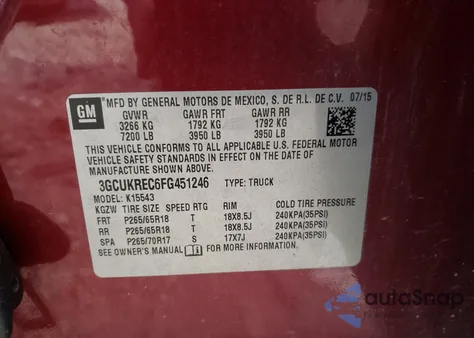 GM
MFD BY GENERAL MOTORS DE MEXICO, S. DE R.L. DE C.V. 07/15
GVWR GAWR FRT GAWR RR
3266 KG 1792 KG 1792 KG
7200 LB 3950 LB 3950 LB
THIS VEHICLE CONFORMS TO ALL APPLICABLE U.S. FEDERAL MOTOR
VEHICLE SAFETY STANDARDS IN EFFECT ON THE DATE OF
MANUFACTURE SHOWN ABOVE.
3GCUKREC6FG451246 TYPE: TRUCK
MODEL: K15543
KGZW TIRE SIZE SPEED RTG RIM COLD TIRE PRESSURE
FRT P265/65R18 T 18X8.5J 240KPA(35PSI)
RR P265/65R18 T 18X8.5J 240KPA(35PSI)
SPA P265/70R17 S 17X7J 240KPA(35PSI)
SEE OWNER'S MANUAL FOR MORE INFORMATION.
autoSnap